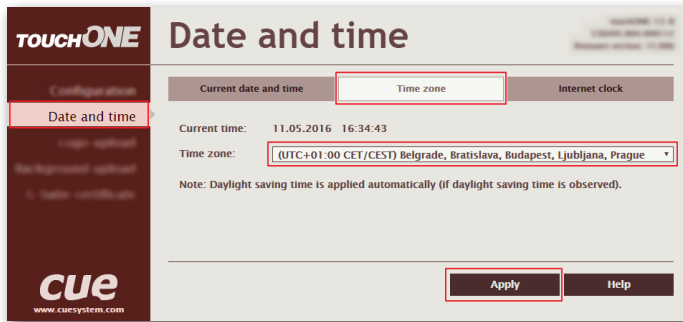 TOUCHONE
Date and time
Configuration
Date and time
Logo upload
Background upload
Current date and time
Time zone
Internet clock
Current time: 11.05.2016 16:34:43
Time zone: (UTC+01:00 CET/CEST) Belgrade, Bratislava, Budapest, Ljubljana, Prague
Note: Daylight saving time is applied automatically (if daylight saving time is observed).
Apply
Help
cue
www.cuesystem.com